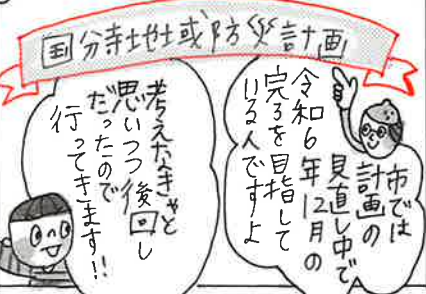 国分寺地域防災計画
市では
計画の
見直し中で
令和6年12月の
完了を目指して
いる人ですよ
考えなきゃと
思いつつ後回し
だったので
行ってきます!!